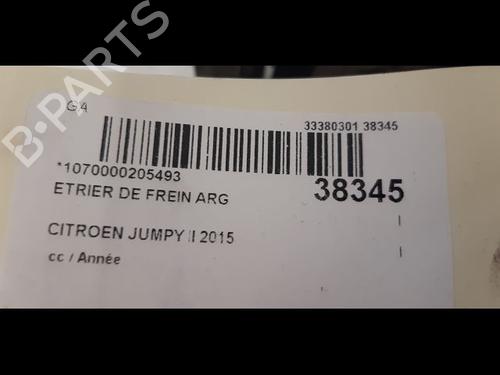 B-PARTS
G4
33380301 38345
*1070000205493
ETRIER DE FREIN ARG
38345
CITROEN JUMPY II 2015
cc / Année